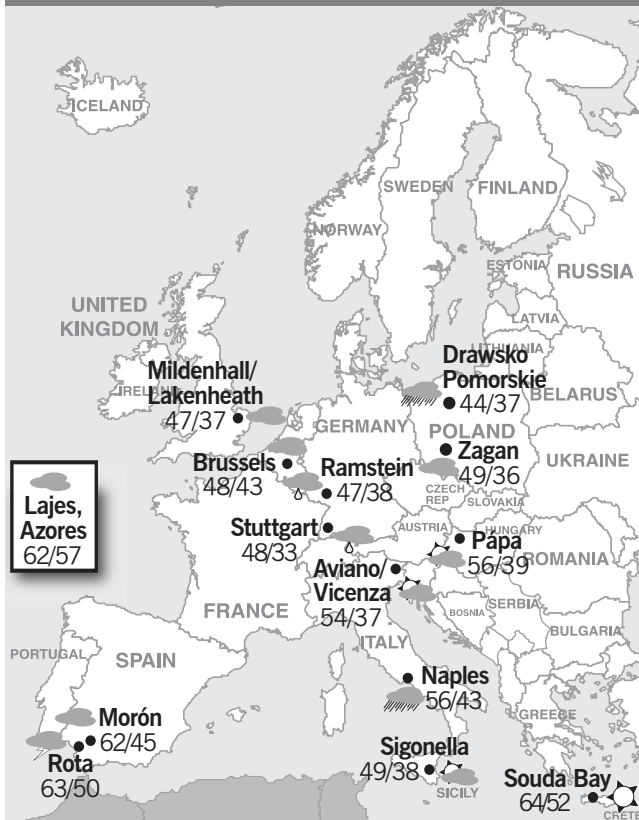 ICELAND
SWEDEN
FINLAND
NORWAY
ESTONIA
RUSSIA
LATVIA
LITHUANIA
UNITED
KINGDOM
IRELAND
Mildenhall/
Lakenheath
47/37
Drawsko
Pomorskie
44/37
BELARUS
GERMANY
POLAND
Zagan
49/36
UKRAINE
Brussels
48/43
Ramstein
47/38
CZECH
REP
SLOVAKIA
Lajes,
Azores
62/57
Stuttgart
48/33
AUSTRIA
HUNGARY
Pápa
56/39
ROMANIA
Aviano/
Vicenza
54/37
FRANCE
BOSNIA
SERBIA
BULGARIA
ITALY
PORTUGAL
SPAIN
Naples
56/43
GREECE
Morón
62/45
Rota
63/50
Sigonella
49/38
SICILY
Souda Bay
64/52
CRETE